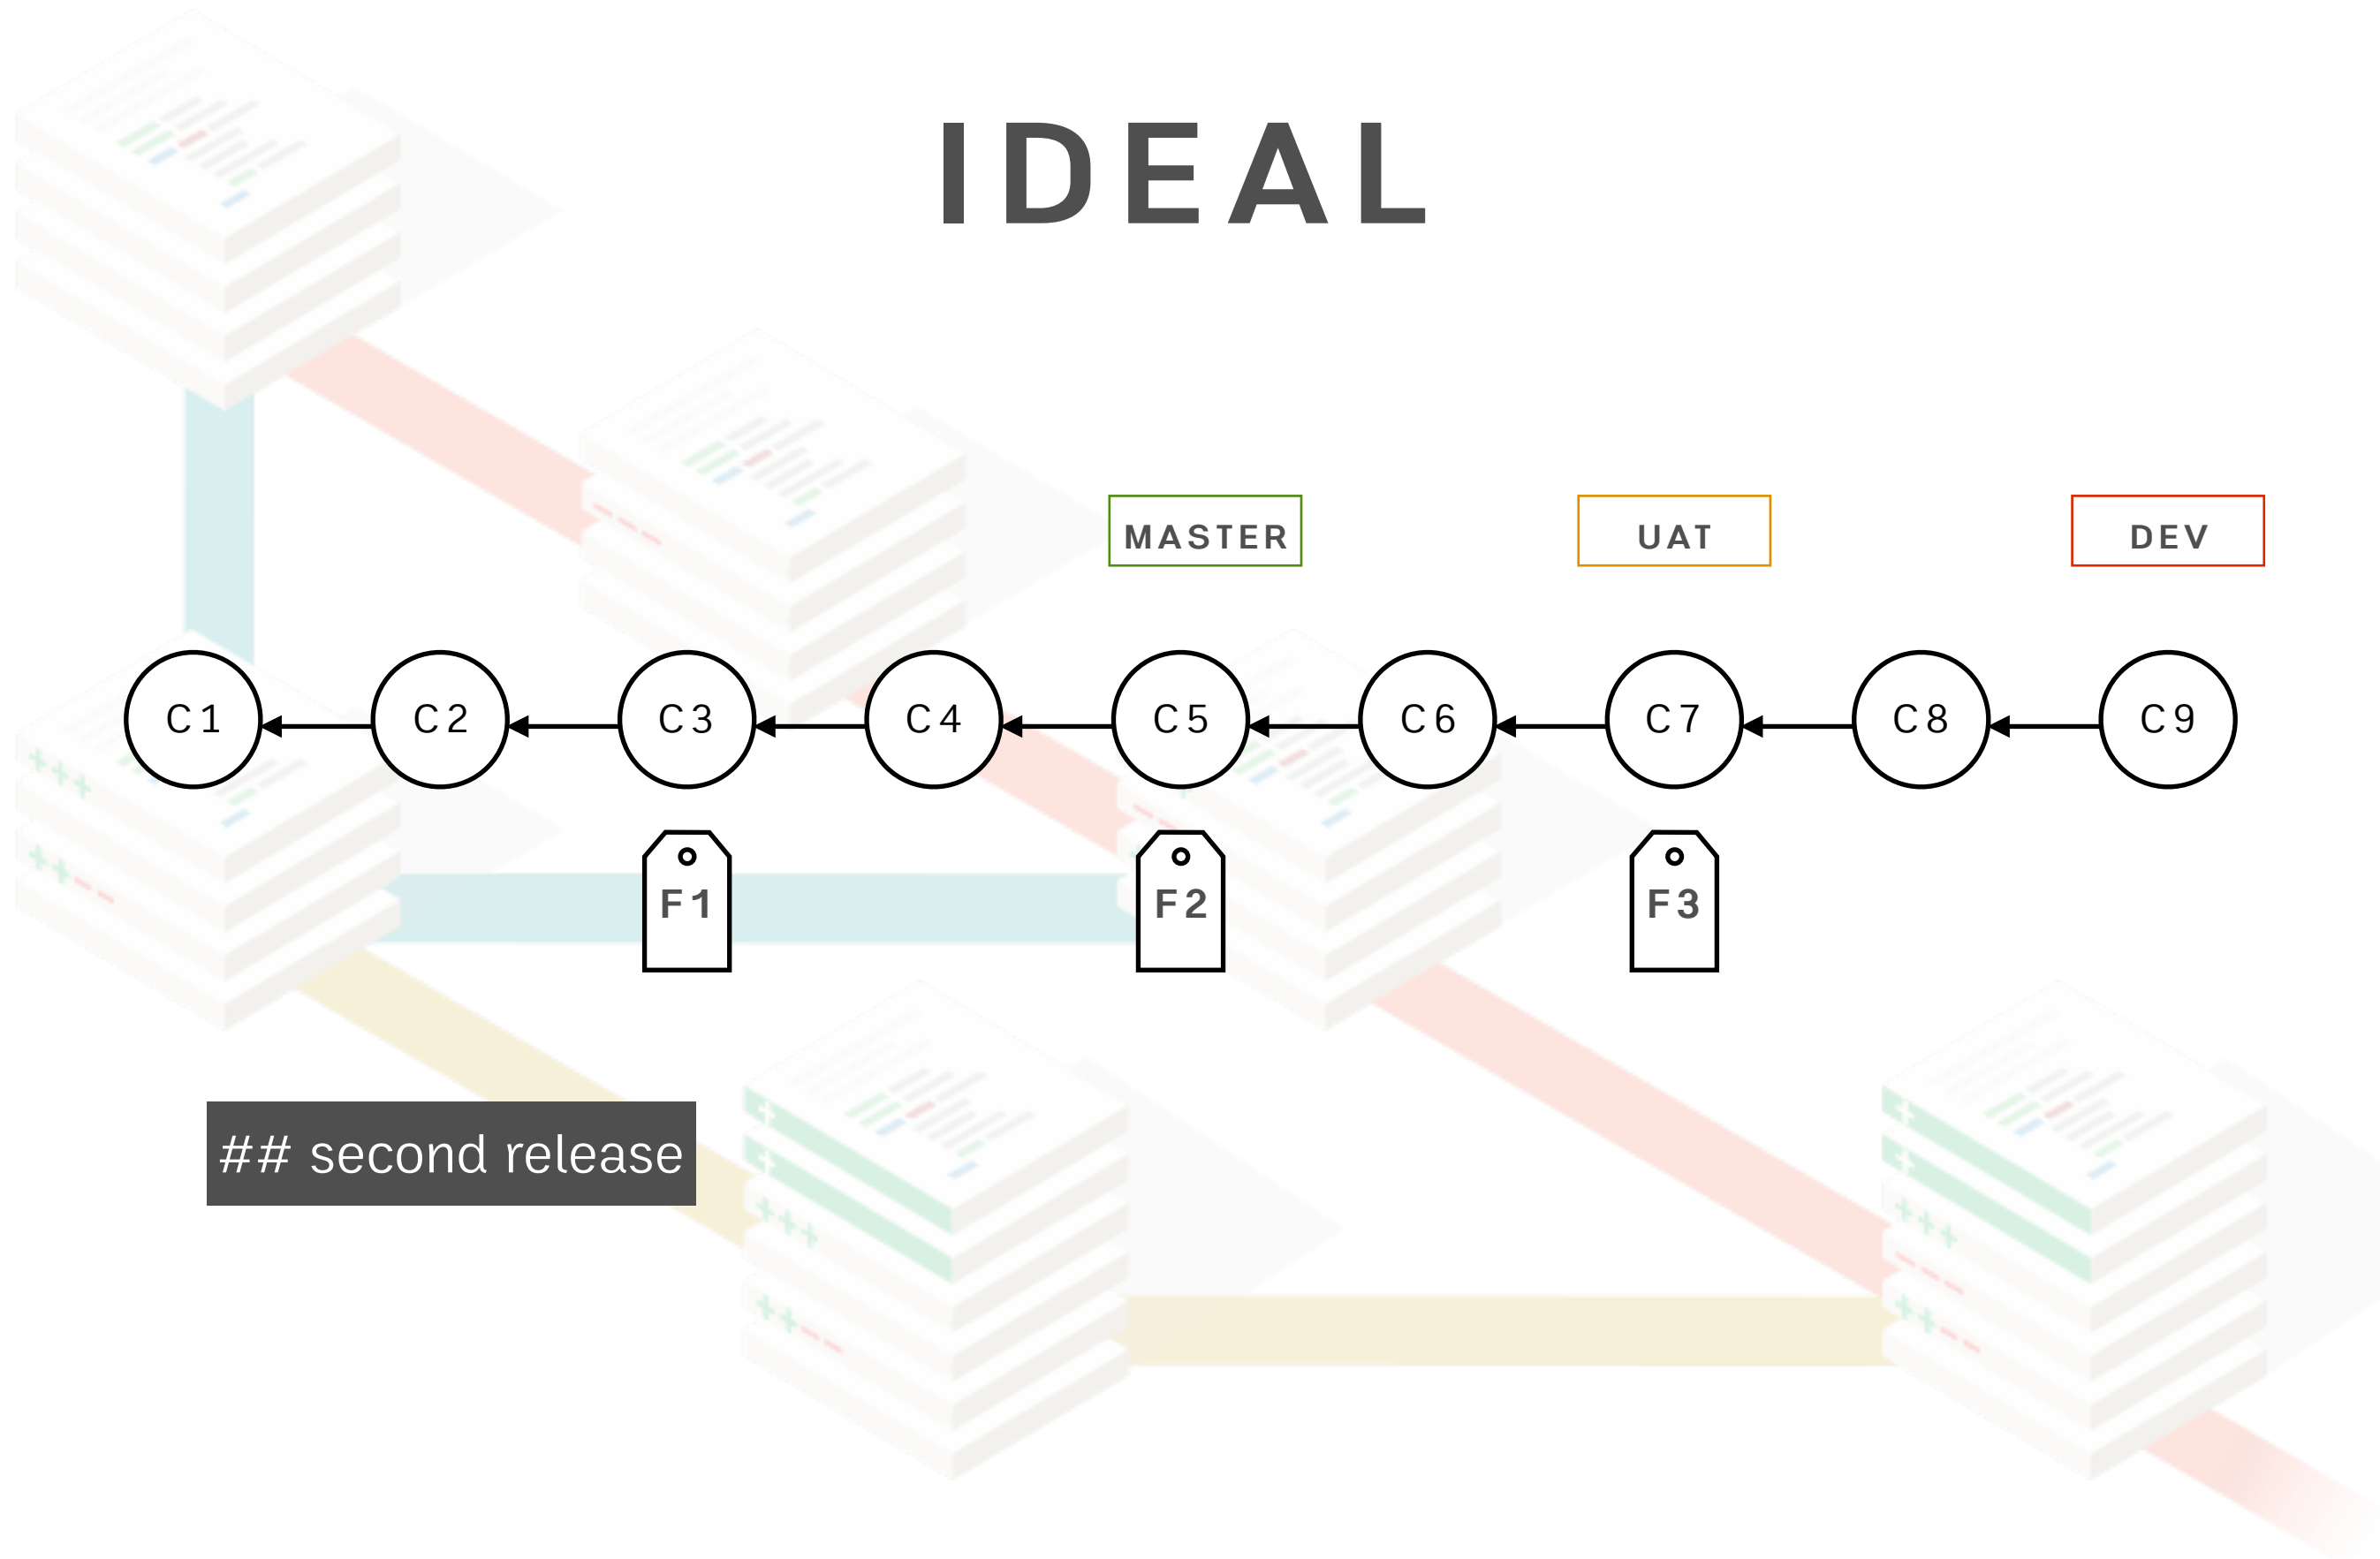 IDEAL
MASTER UAT DEV
C1 C2 C3 C4 C5 C6 C7 C8 C9
F1 F2 F3
## second release